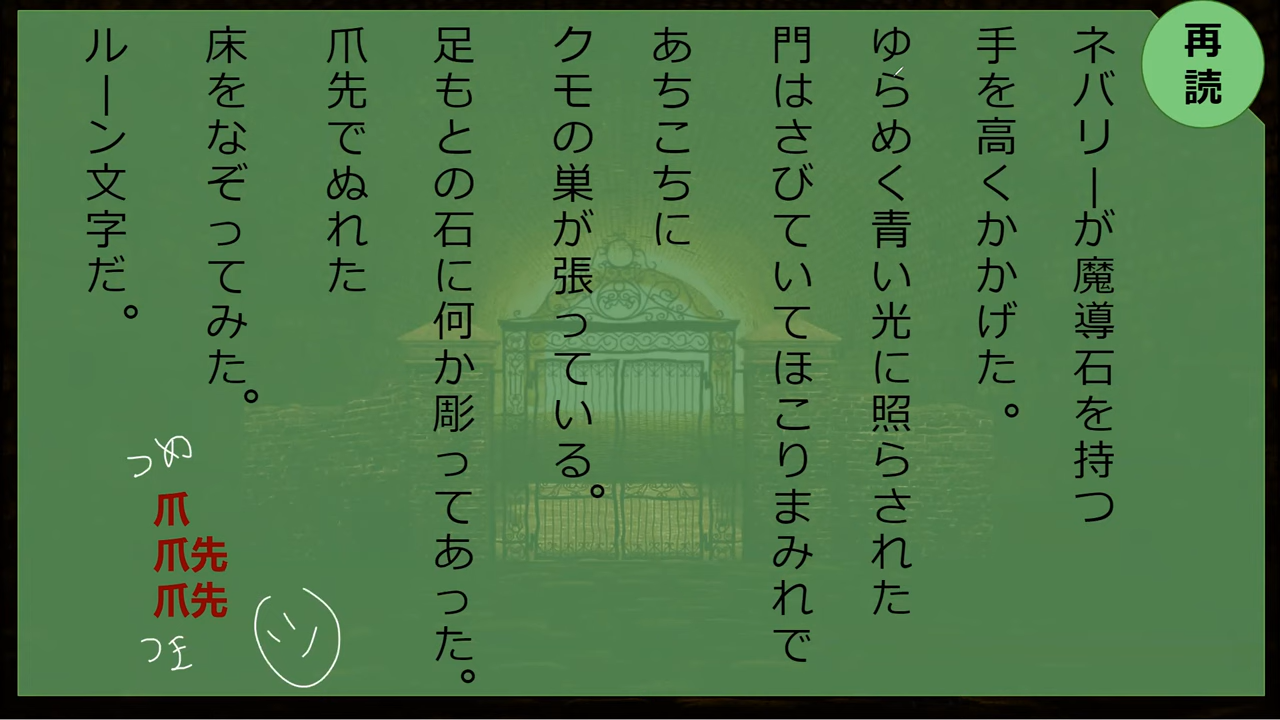 再読
ネバリーが魔導石を持つ
手を高くかかげた。
ゆらめく青い光に照らされた
門はさびていてほこりまみれで
あちこちに
クモの巣が張っている。
足もとの石に何か彫ってあった。
爪先でぬれた
床をなぞってみた。
ルーン文字だ。
つめ
爪
爪先
爪先